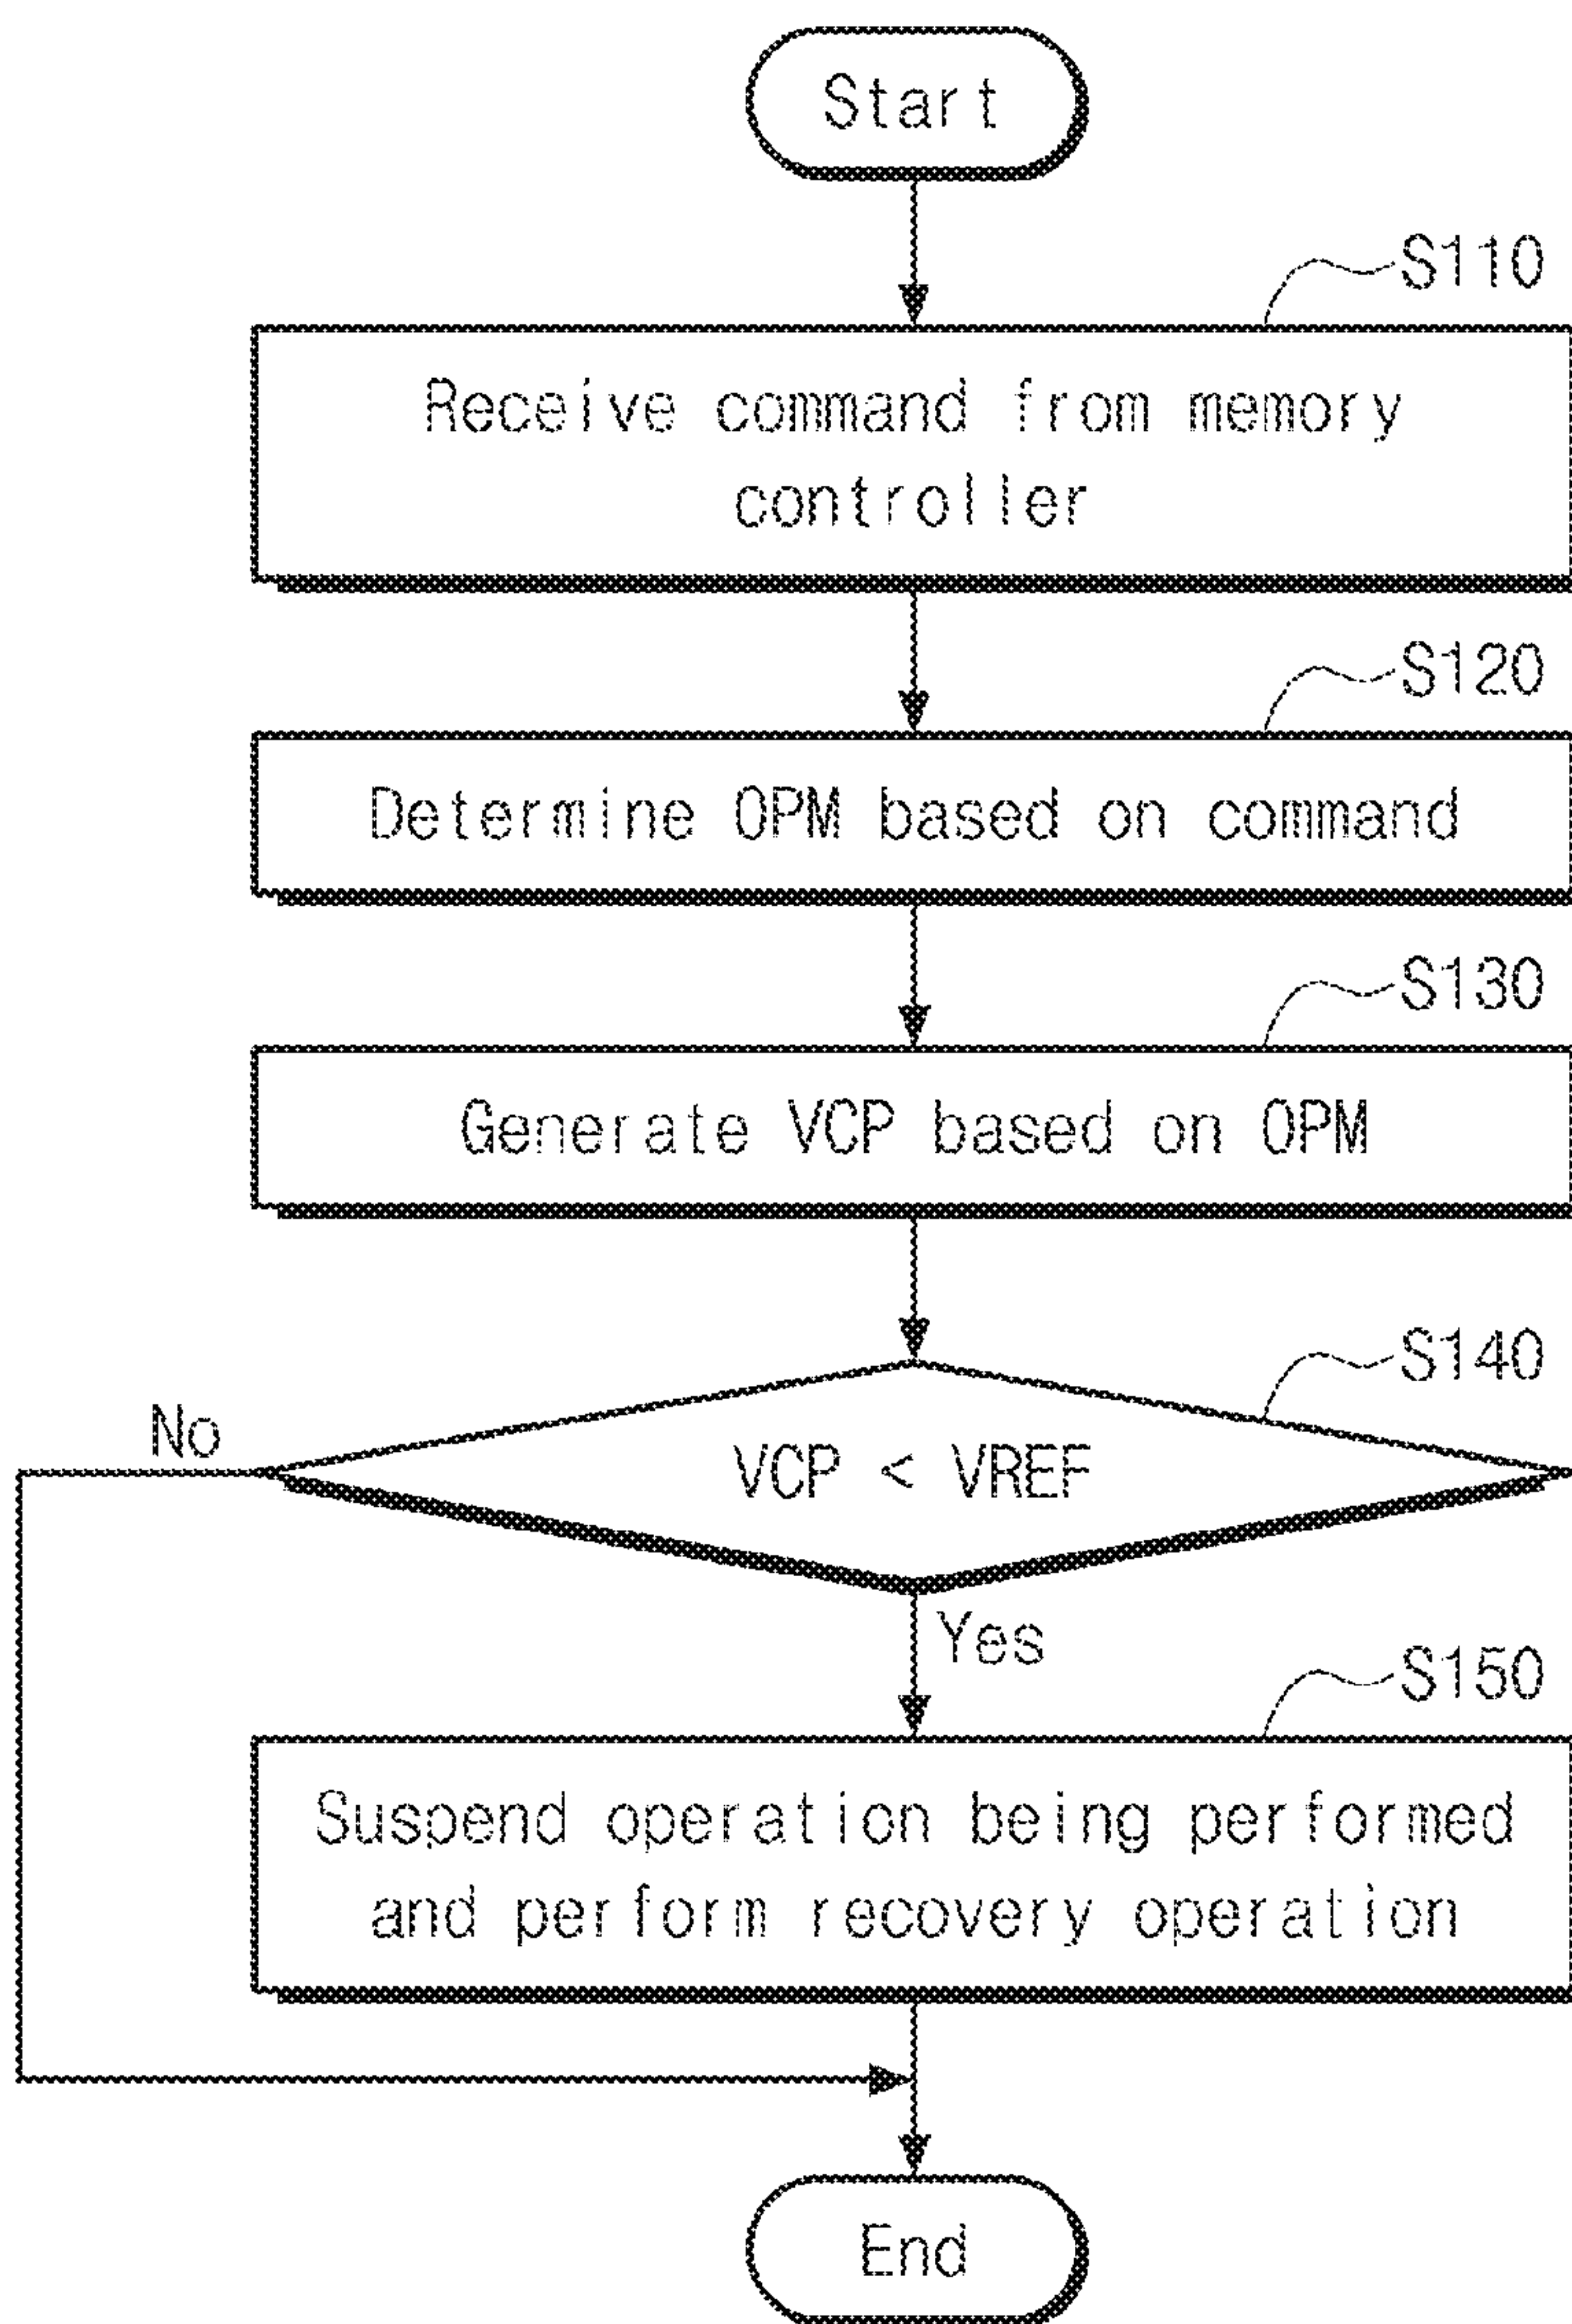 Start
S110
Receive command from memory
controller
S120
Determine OPM based on command
S130
Generate VCP based on OPM
S140
No
VCP < VREF
Yes
S150
Suspend operation being performed
and perform recovery operation
End